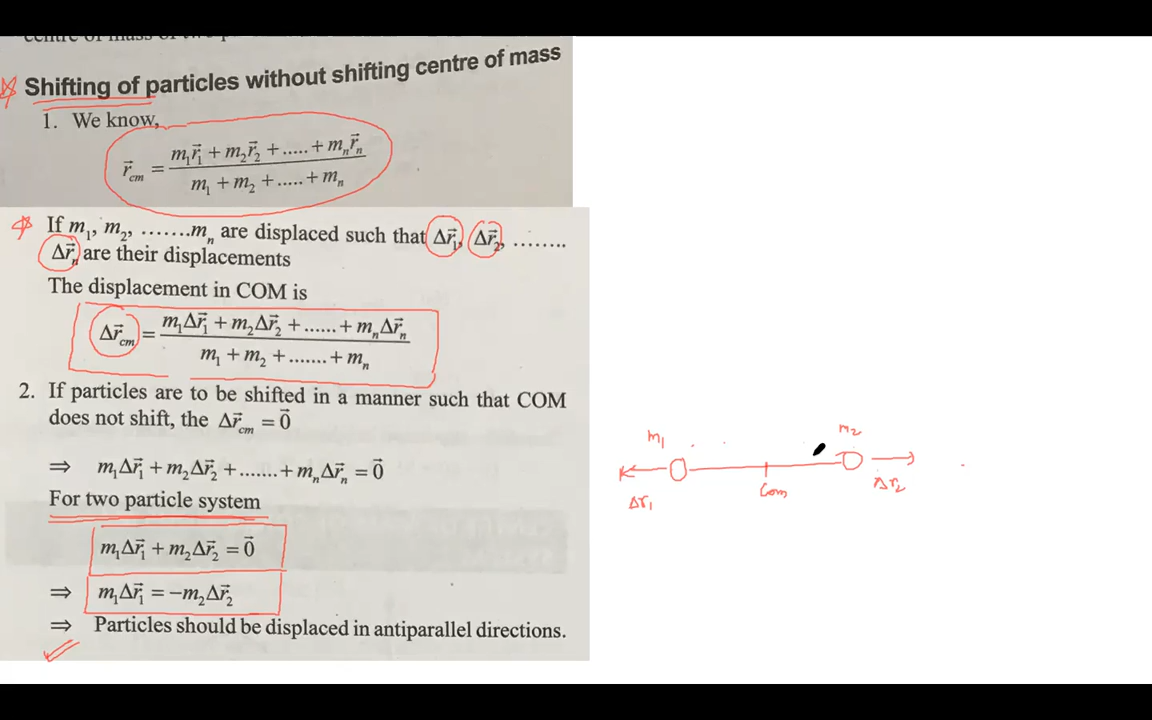 centre of mass of two p
Shifting of particles without shifting centre of mass
1. We know,
r⃗cm = (m₁r⃗₁ + m₂r⃗₂ + ..... + mₙr⃗ₙ) / (m₁ + m₂ + ..... + mₙ)
If m₁, m₂, .......mₙ are displaced such that Δr⃗₁, Δr⃗₂, ........
Δr⃗ₙ are their displacements
The displacement in COM is
Δr⃗cm = (m₁Δr⃗₁ + m₂Δr⃗₂ + ...... + mₙΔr⃗ₙ) / (m₁ + m₂ + ....... + mₙ)
2. If particles are to be shifted in a manner such that COM
does not shift, the Δr⃗cm = 0⃗
⇒ m₁Δr⃗₁ + m₂Δr⃗₂ + ....... + mₙΔr⃗ₙ = 0⃗
For two particle system
m₁Δr⃗₁ + m₂Δr⃗₂ = 0⃗
⇒ m₁Δr⃗₁ = −m₂Δr⃗₂
⇒ Particles should be displaced in antiparallel directions.
m₁ m₂
Com
Δr₁ Δr₂